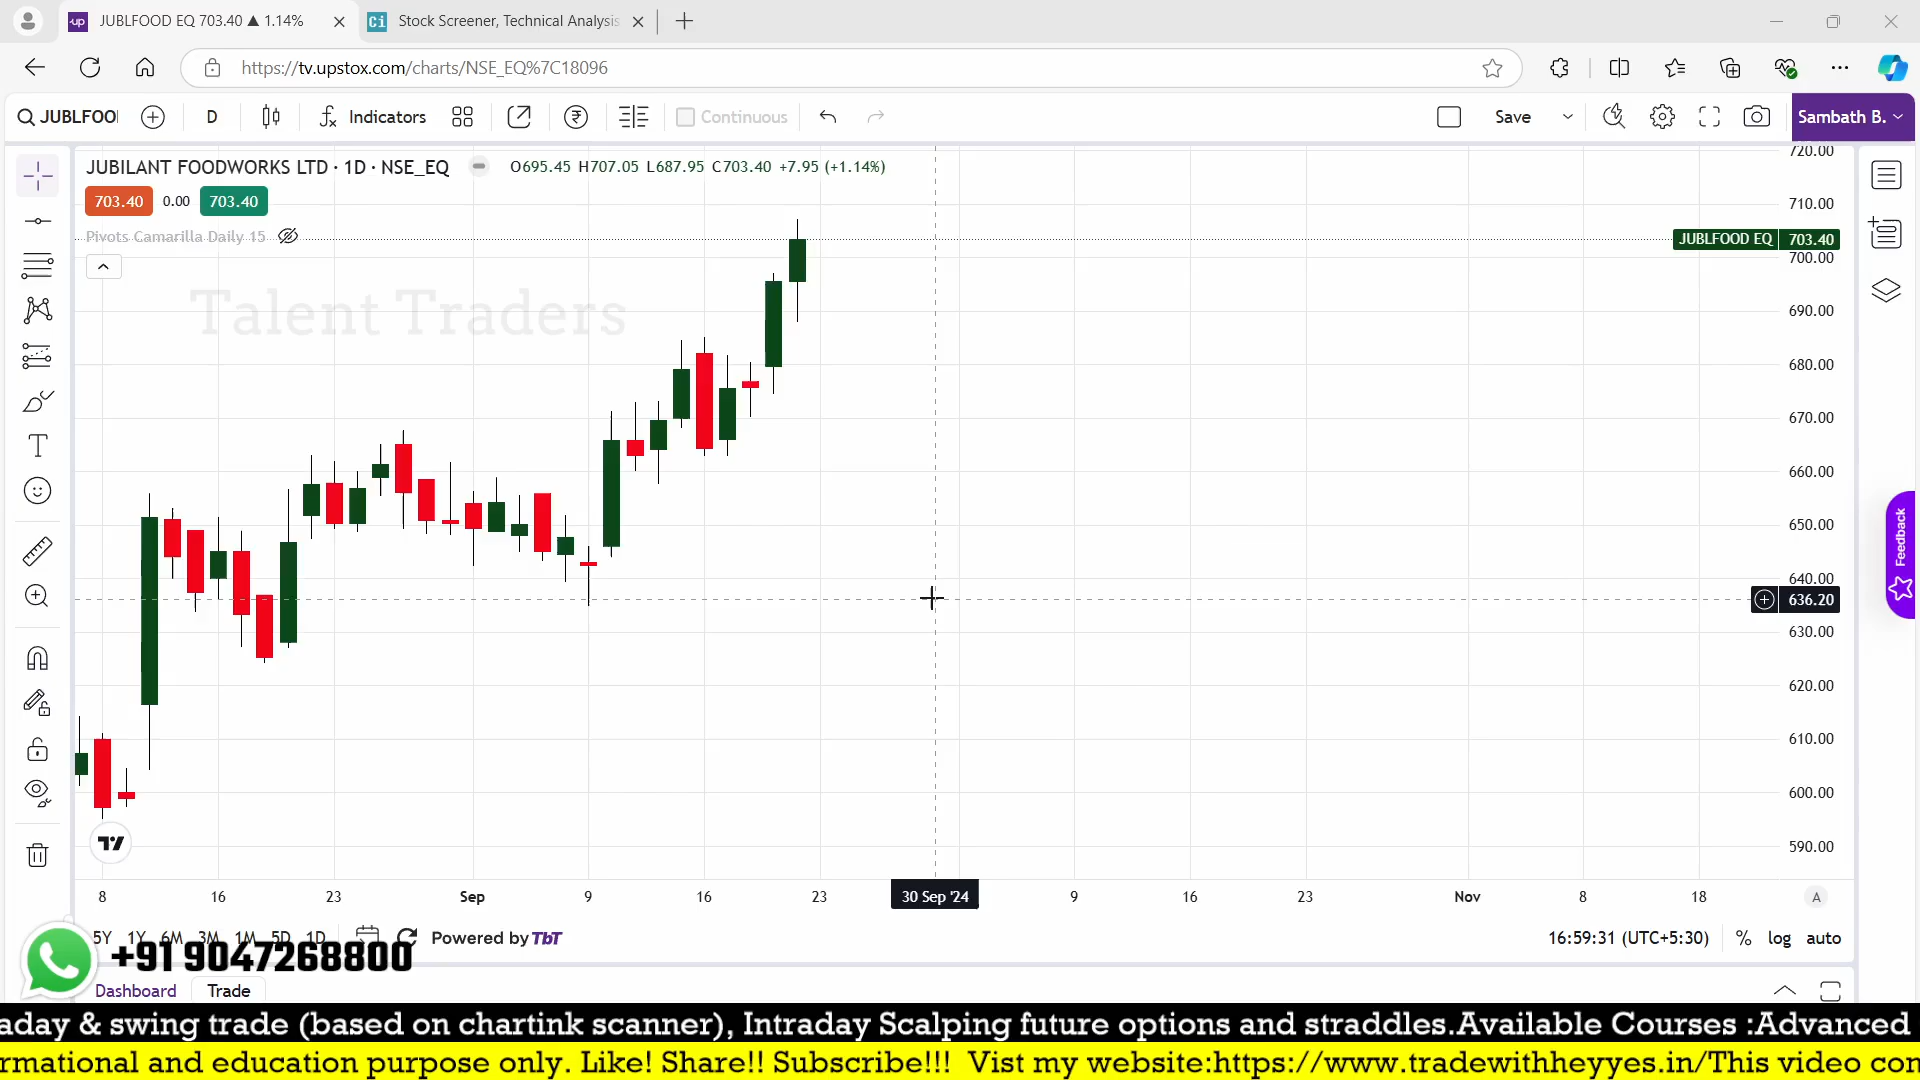 JUBLFOOD EQ 703.40 ▲ 1.14%
Stock Screener, Technical Analysis
https://tv.upstox.com/charts/NSE_EQ%7C18096
JUBLFOO
D
Indicators
Continuous
Save
Sambath B.
JUBILANT FOODWORKS LTD · 1D · NSE_EQ
O695.45 H707.05 L687.95 C703.40 +7.95 (+1.14%)
703.40 0.00 703.40
Pivots Camarilla Daily 15
Talent Traders
720.00
710.00
JUBLFOOD EQ 703.40
700.00
690.00
680.00
670.00
660.00
650.00
640.00
636.20
630.00
620.00
610.00
600.00
590.00
Feedback
8 16 23 Sep 9 16 23 30 Sep '24 9 16 23 Nov 8 18 A
5Y 1Y 6M 3M 1M 5D 1D
Powered by TbT
16:59:31 (UTC+5:30) % log auto
+91 9047268800
Dashboard Trade
aday & swing trade (based on chartink scanner), Intraday Scalping future options and straddles.Available Courses :Advanced
rmational and education purpose only. Like! Share!! Subscribe!!! Vist my website:https://www.tradewithheyyes.in/This video con